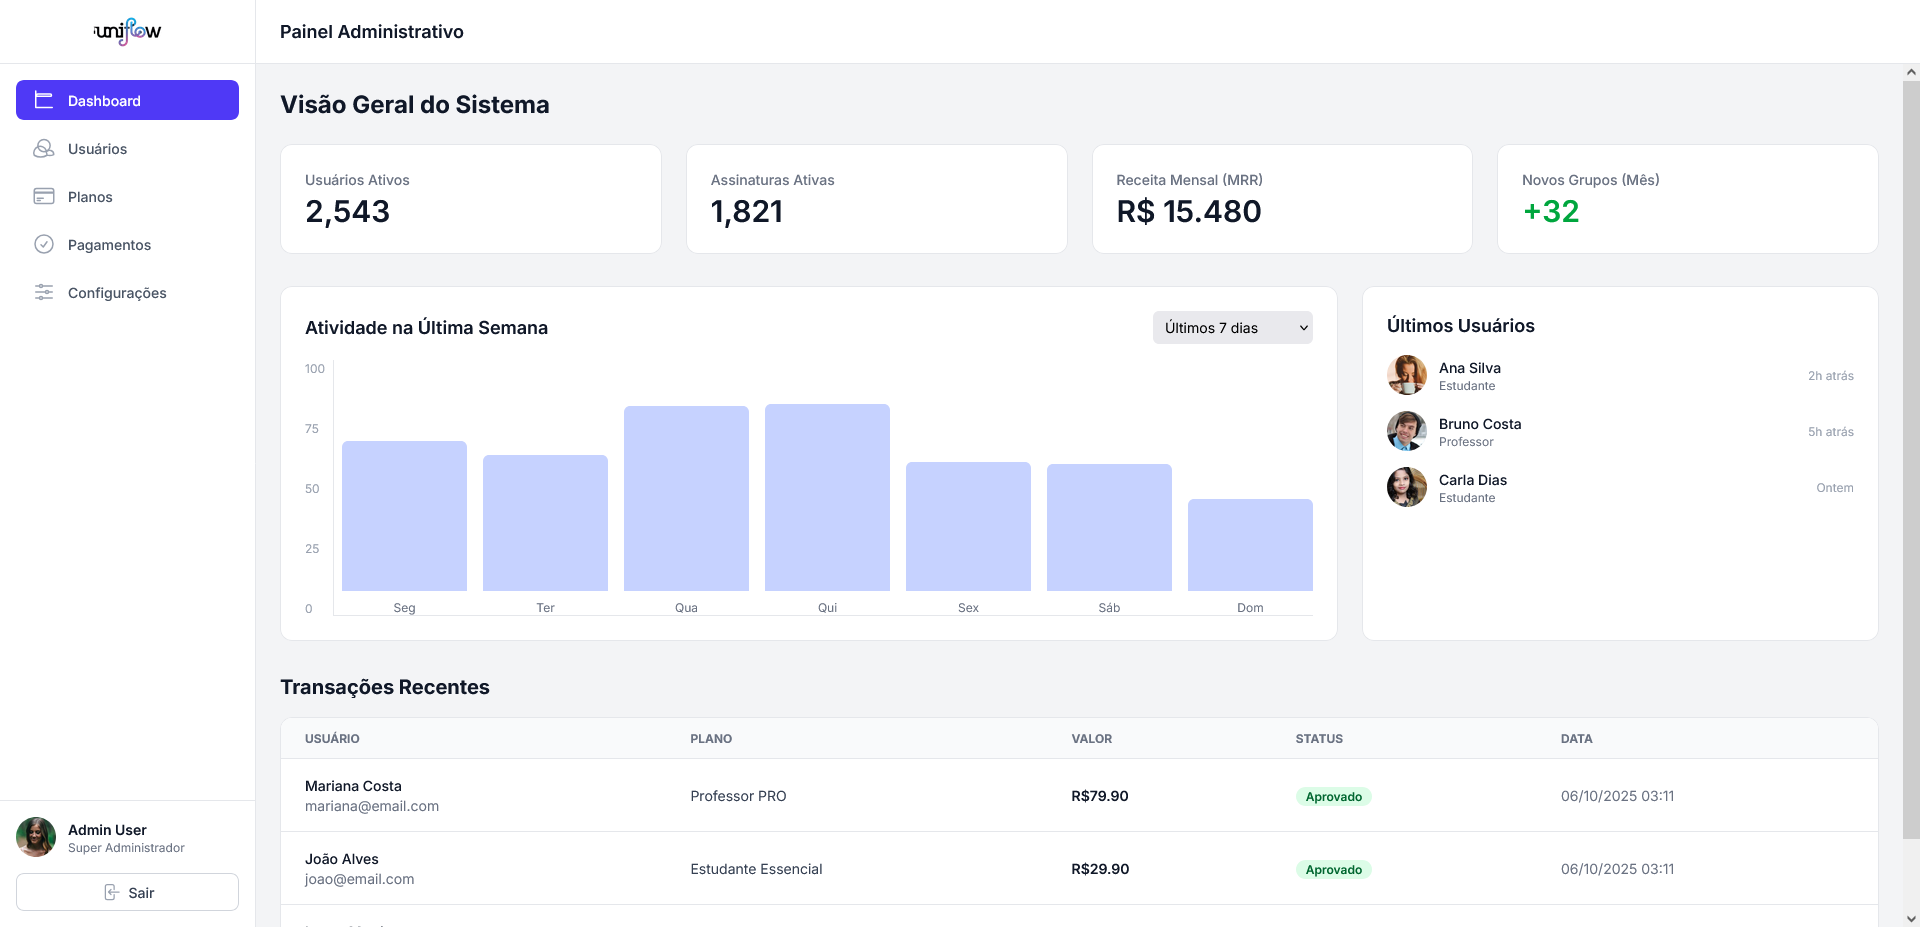 uniflow
Painel Administrativo
Dashboard
Usuários
Planos
Pagamentos
Configurações
Admin User
Super Administrador
Sair
Visão Geral do Sistema
Usuários Ativos
2,543
Assinaturas Ativas
1,821
Receita Mensal (MRR)
R$ 15.480
Novos Grupos (Mês)
+32
Atividade na Última Semana
Últimos 7 dias
100
75
50
25
0
Seg Ter Qua Qui Sex Sáb Dom
Últimos Usuários
Ana Silva
Estudante
2h atrás
Bruno Costa
Professor
5h atrás
Carla Dias
Estudante
Ontem
Transações Recentes
USUÁRIO PLANO VALOR STATUS DATA
Mariana Costa
mariana@email.com
Professor PRO R$79.90 Aprovado 06/10/2025 03:11
João Alves
joao@email.com
Estudante Essencial R$29.90 Aprovado 06/10/2025 03:11